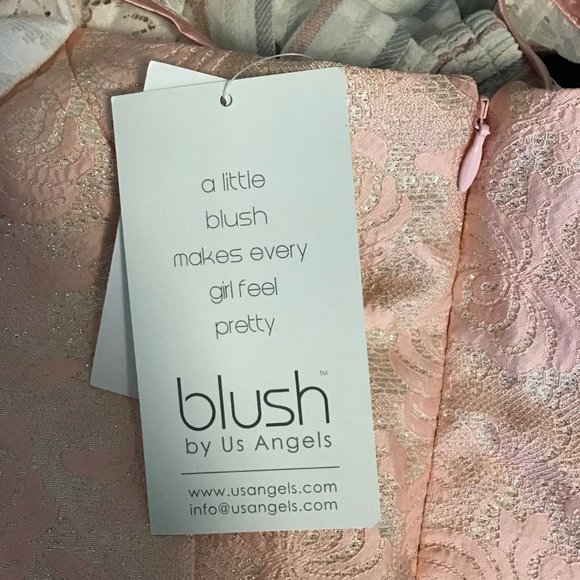 a little
blush
makes every
girl feel
pretty.
blush™
by Us Angels
www.usangels.com
info@usangels.com